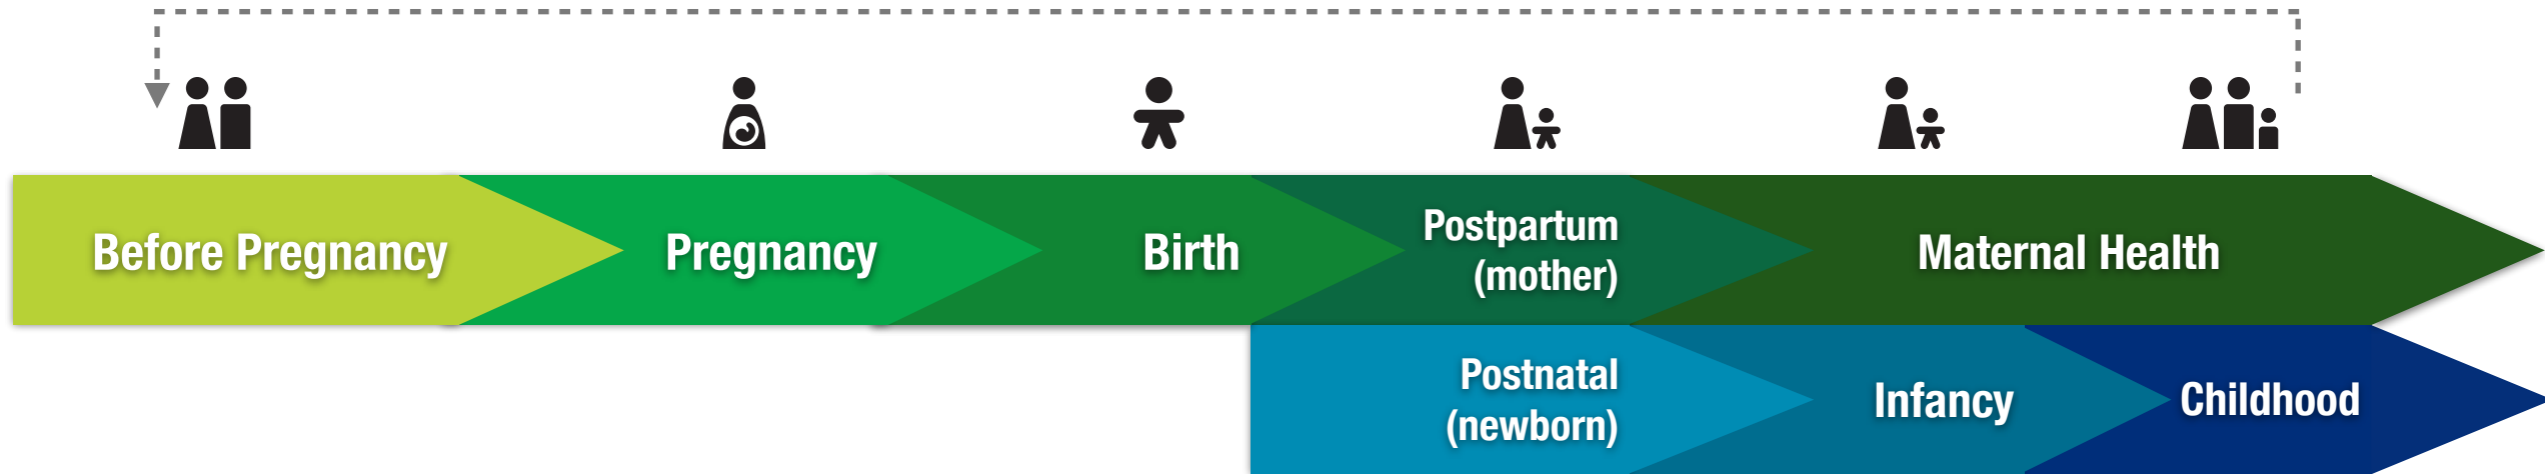 Before Pregnancy
Pregnancy
Birth
Postpartum
(mother)
Maternal Health
Postnatal
(newborn)
Infancy
Childhood